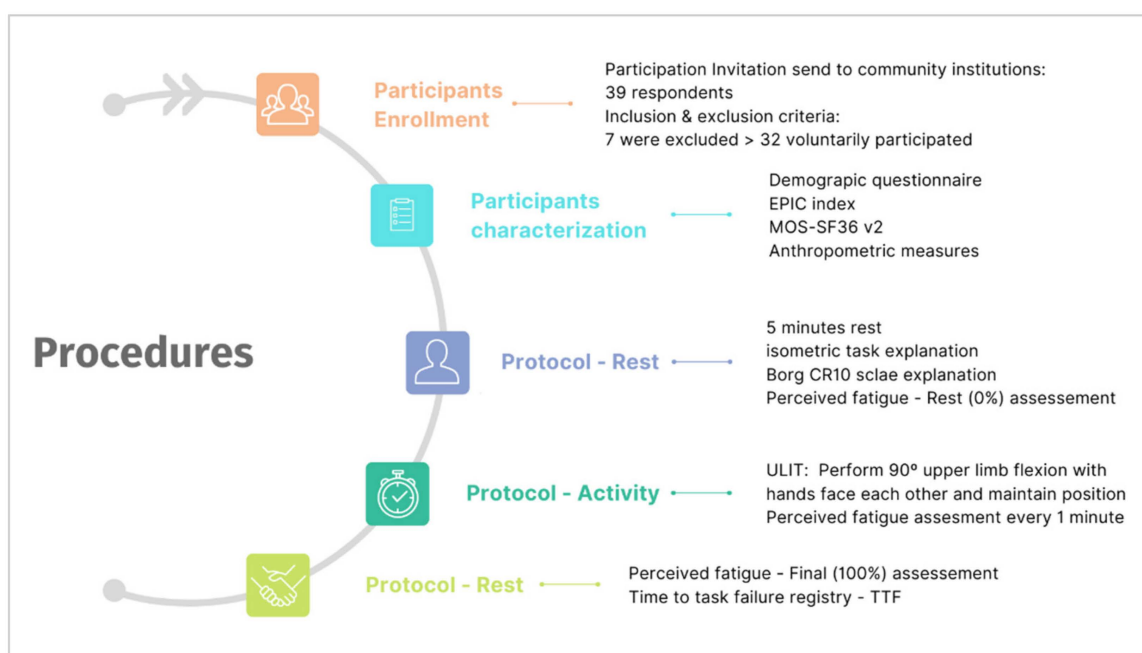 Procedures
Participants
Enrollment
Participation Invitation send to community institutions:
39 respondents
Inclusion & exclusion criteria:
7 were excluded > 32 voluntarily participated
Participants
characterization
Demograpic questionnaire
EPIC index
MOS-SF36 v2
Anthropometric measures
Protocol - Rest
5 minutes rest
isometric task explanation
Borg CR10 sclae explanation
Perceived fatigue - Rest (0%) assessement
Protocol - Activity
ULIT:  Perform 90º upper limb flexion with
hands face each other and maintain position
Perceived fatigue assesment every 1 minute
Protocol - Rest
Perceived fatigue - Final (100%) assessement
Time to task failure registry - TTF